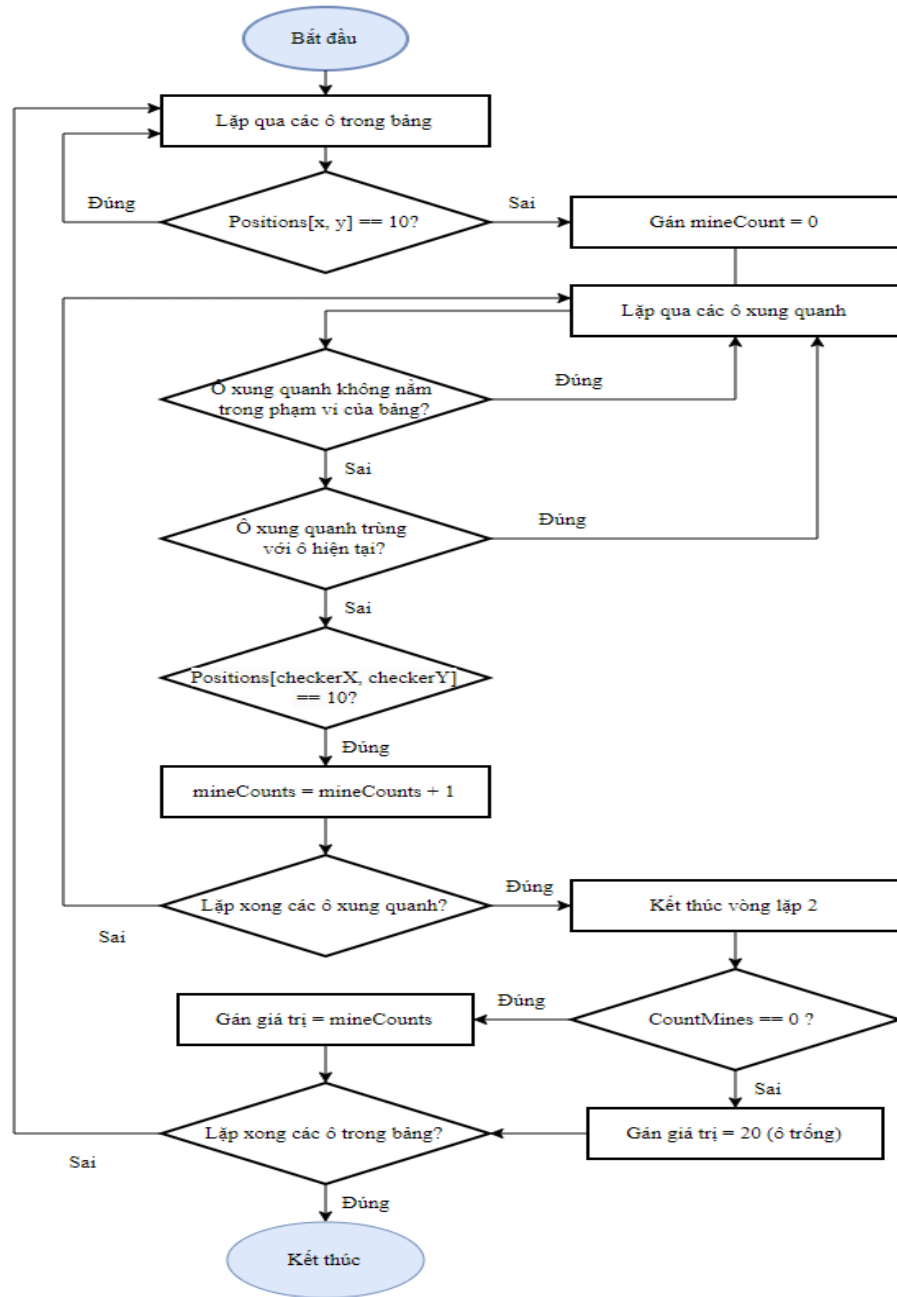 Bắt đầu
Lặp qua các ô trong bảng
Đúng
Positions[x, y] == 10?
Sai
Gán mineCount = 0
Lặp qua các ô xung quanh
Ô xung quanh không nằm
trong phạm vi của bảng?
Đúng
Sai
Ô xung quanh trùng
với ô hiện tại?
Đúng
Sai
Positions[checkerX, checkerY]
== 10?
Đúng
mineCounts = mineCounts + 1
Lặp xong các ô xung quanh?
Đúng
Kết thúc vòng lặp 2
Sai
CountMines == 0 ?
Đúng
Gán giá trị = mineCounts
Sai
Gán giá trị = 20 (ô trống)
Lặp xong các ô trong bảng?
Sai
Đúng
Kết thúc